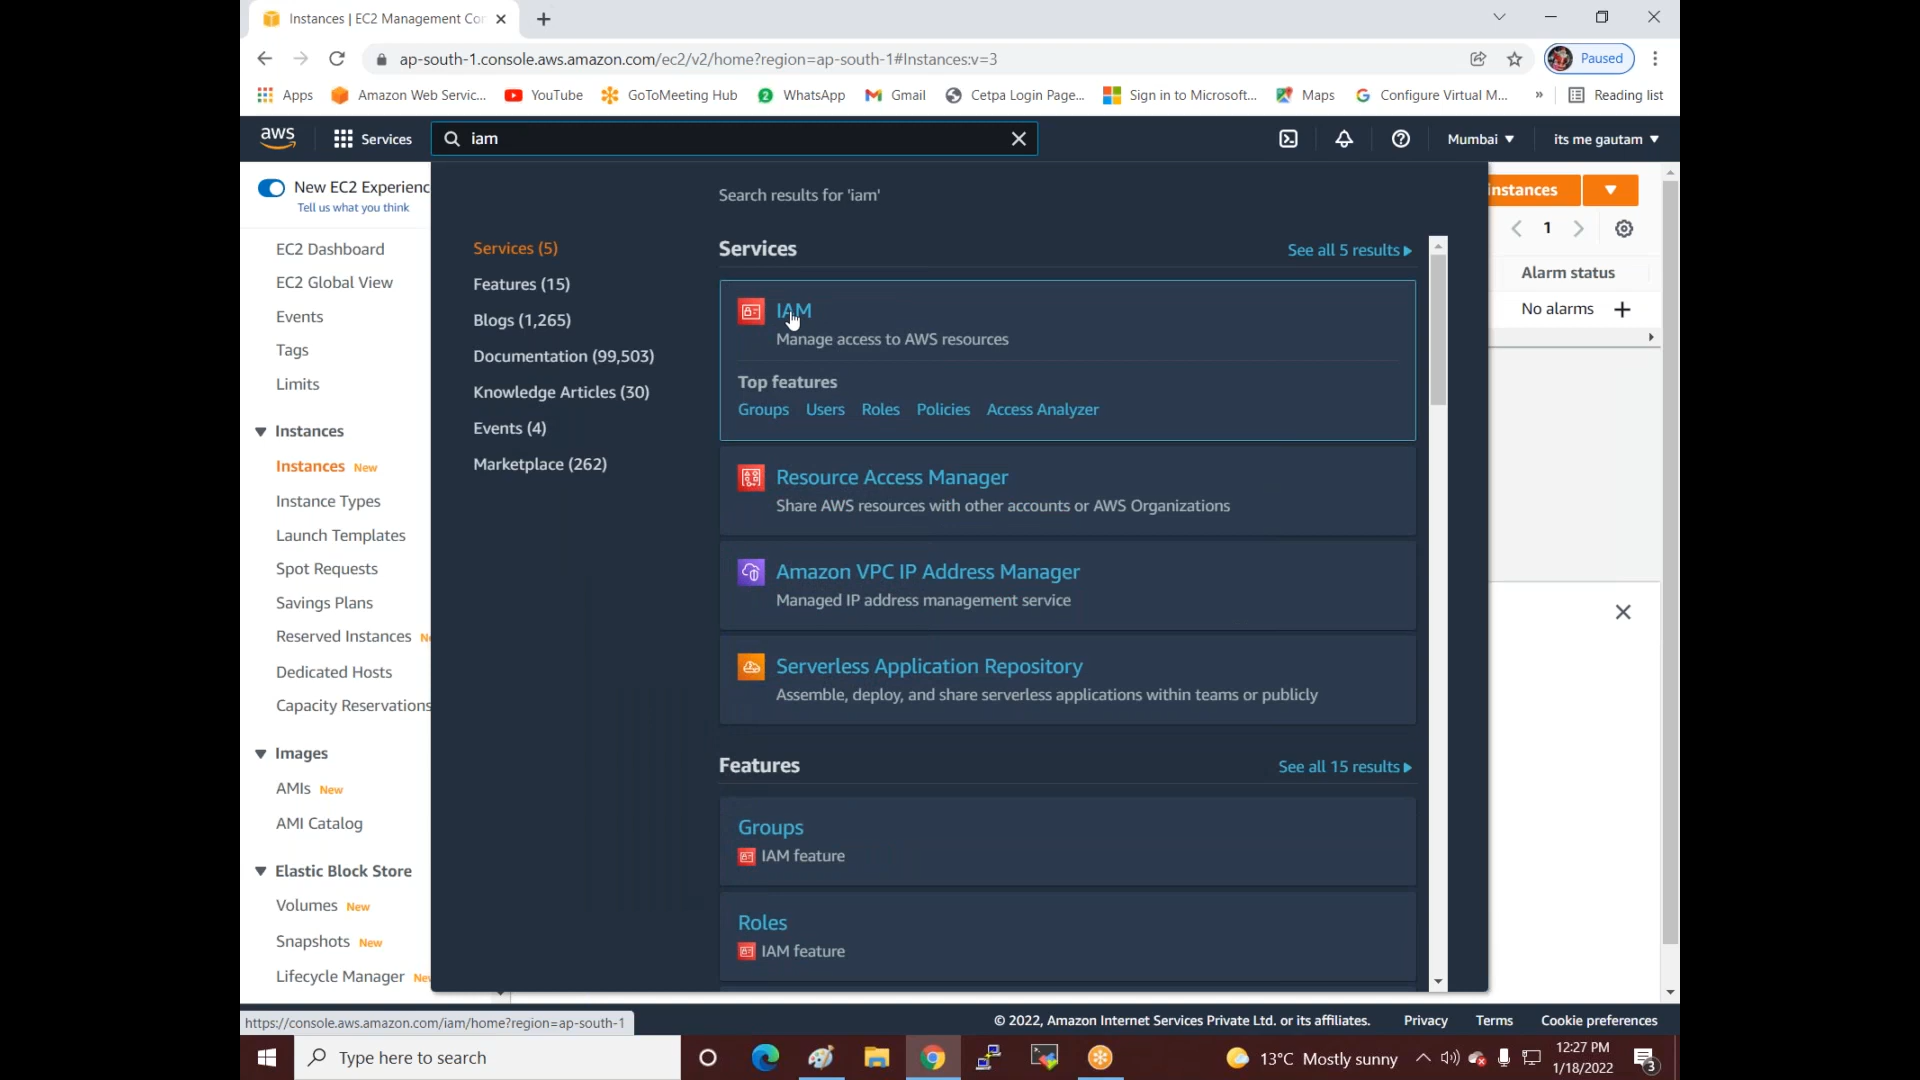 Instances | EC2 Management Con
ap-south-1.console.aws.amazon.com/ec2/v2/home?region=ap-south-1#Instances:v=3
Paused
Apps
Amazon Web Servic...
YouTube
GoToMeeting Hub
2
WhatsApp
Gmail
Cetpa Login Page...
Sign in to Microsoft...
Maps
Configure Virtual M...
»
Reading list
aws
Services
iam
Mumbai
its me gautam
New EC2 Experienc
Tell us what you think
Search results for 'iam'
instances
1
Alarm status
No alarms
EC2 Dashboard
EC2 Global View
Events
Tags
Limits
Instances
Instances New
Instance Types
Launch Templates
Spot Requests
Savings Plans
Reserved Instances
Dedicated Hosts
Capacity Reservations
Images
AMIs New
AMI Catalog
Elastic Block Store
Volumes New
Snapshots New
Lifecycle Manager
Services (5)
Features (15)
Blogs (1,265)
Documentation (99,503)
Knowledge Articles (30)
Events (4)
Marketplace (262)
Services
See all 5 results
IAM
Manage access to AWS resources
Top features
Groups Users Roles Policies Access Analyzer
Resource Access Manager
Share AWS resources with other accounts or AWS Organizations
Amazon VPC IP Address Manager
Managed IP address management service
Serverless Application Repository
Assemble, deploy, and share serverless applications within teams or publicly
Features
See all 15 results
Groups
IAM feature
Roles
IAM feature
https://console.aws.amazon.com/iam/home?region=ap-south-1
© 2022, Amazon Internet Services Private Ltd. or its affiliates.
Privacy
Terms
Cookie preferences
Type here to search
13°C Mostly sunny
12:27 PM
1/18/2022
3